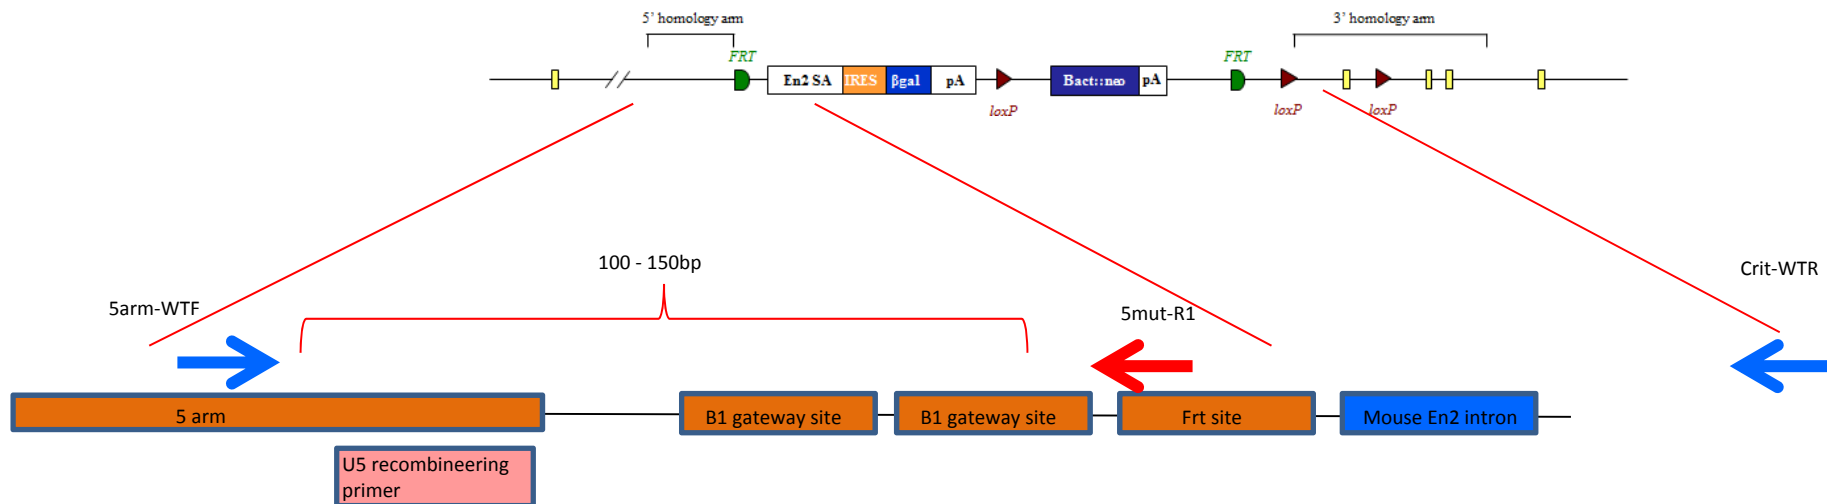 5’ homology arm
3’ homology arm
FRT
FRT
En2 SA
IRES
βgal
pA
Bact::neo
pA
loxP
loxP
loxP
100 - 150bp
Crit-WTR
5arm-WTF
5mut-R1
5 arm
B1 gateway site
B1 gateway site
Frt site
Mouse En2 intron
U5 recombineering
primer